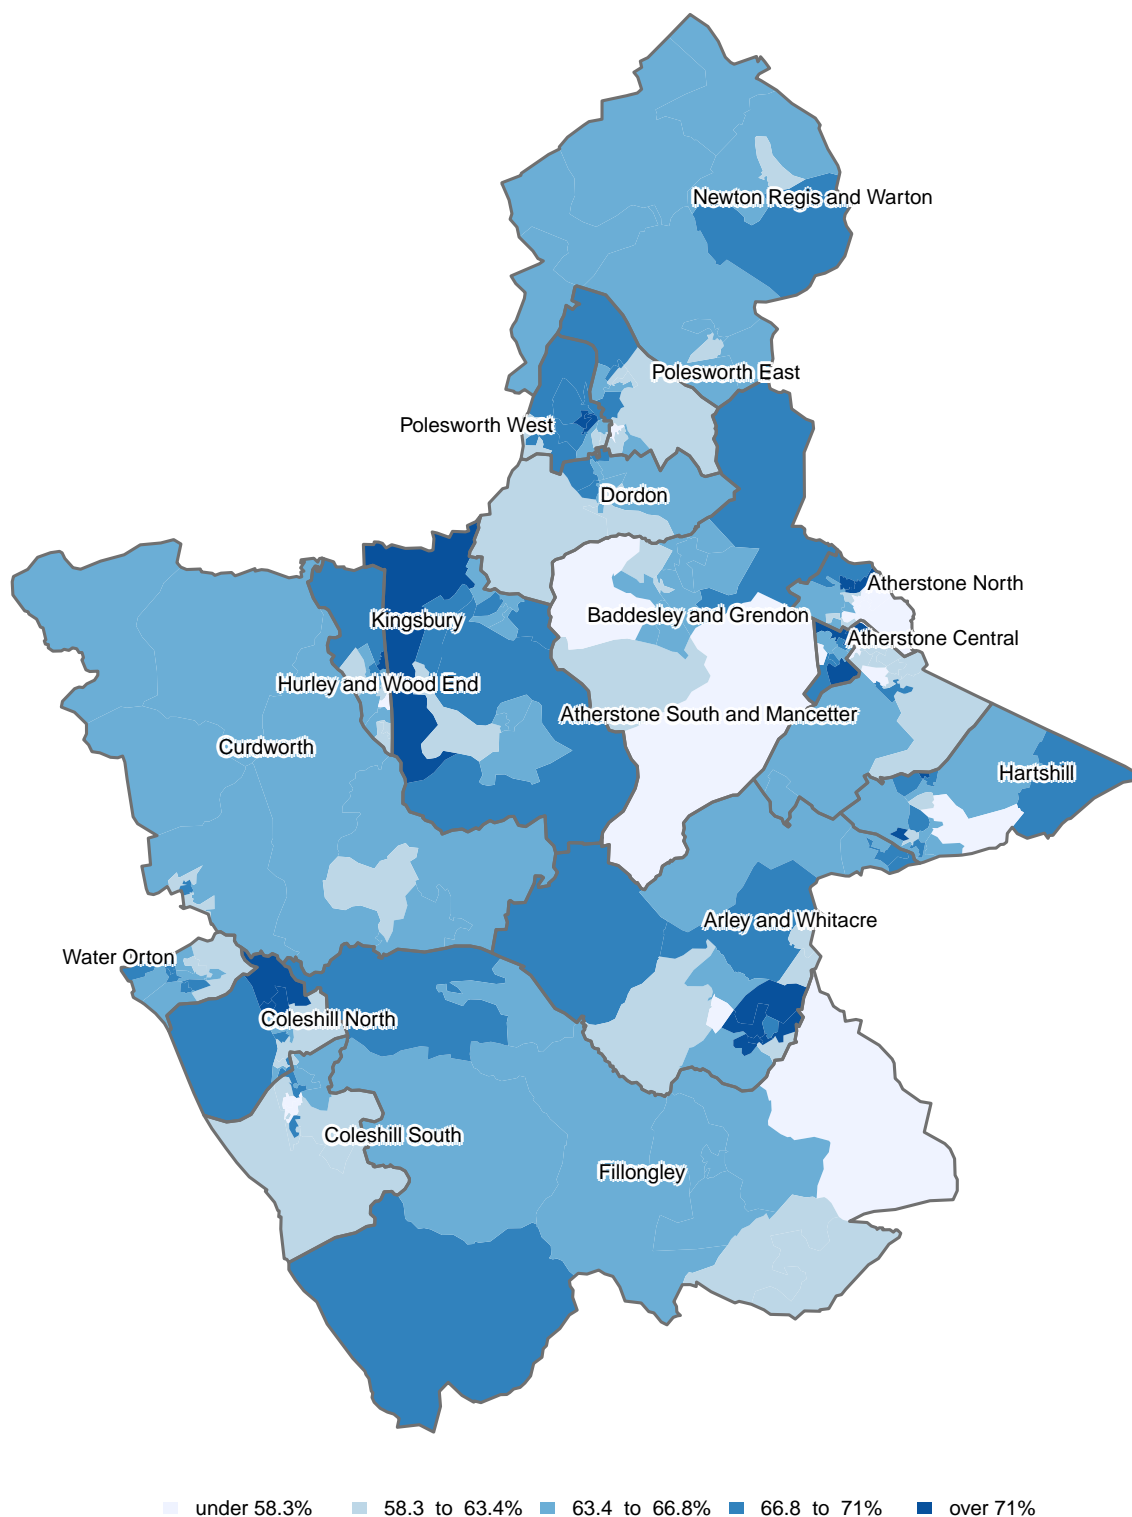 Newton Regis and Warton
Polesworth East
Polesworth West
Dordon
Atherstone North
Baddesley and Grendon
Kingsbury
Atherstone Central
Hurley and Wood End
Atherstone South and Mancetter
Curdworth
Hartshill
Arley and Whitacre
Water Orton
Coleshill North
Coleshill South
Fillongley
under 58.3%
58.3 to 63.4%
63.4 to 66.8%
66.8 to 71%
over 71%